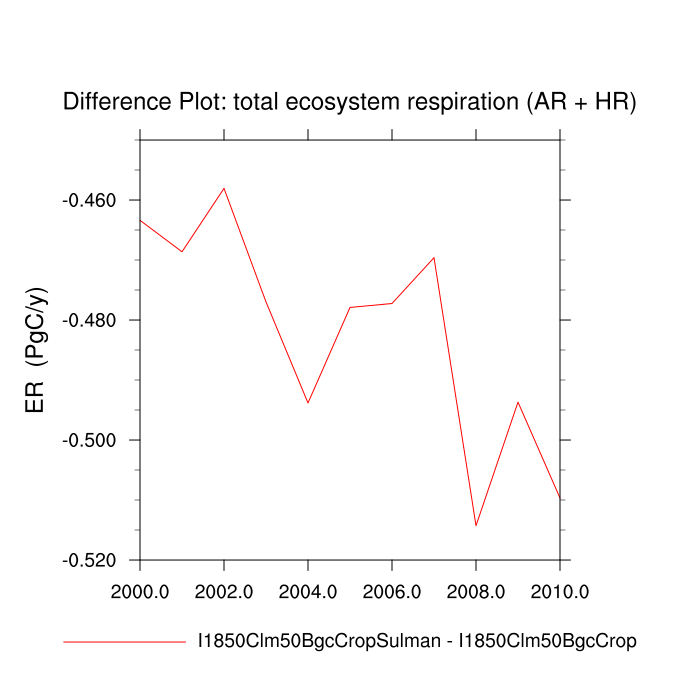 Difference Plot: total ecosystem respiration (AR + HR)
ER (PgC/y)
-0.460
-0.480
-0.500
-0.520
2000.0 2002.0 2004.0 2006.0 2008.0 2010.0
I1850Clm50BgcCropSulman - I1850Clm50BgcCrop